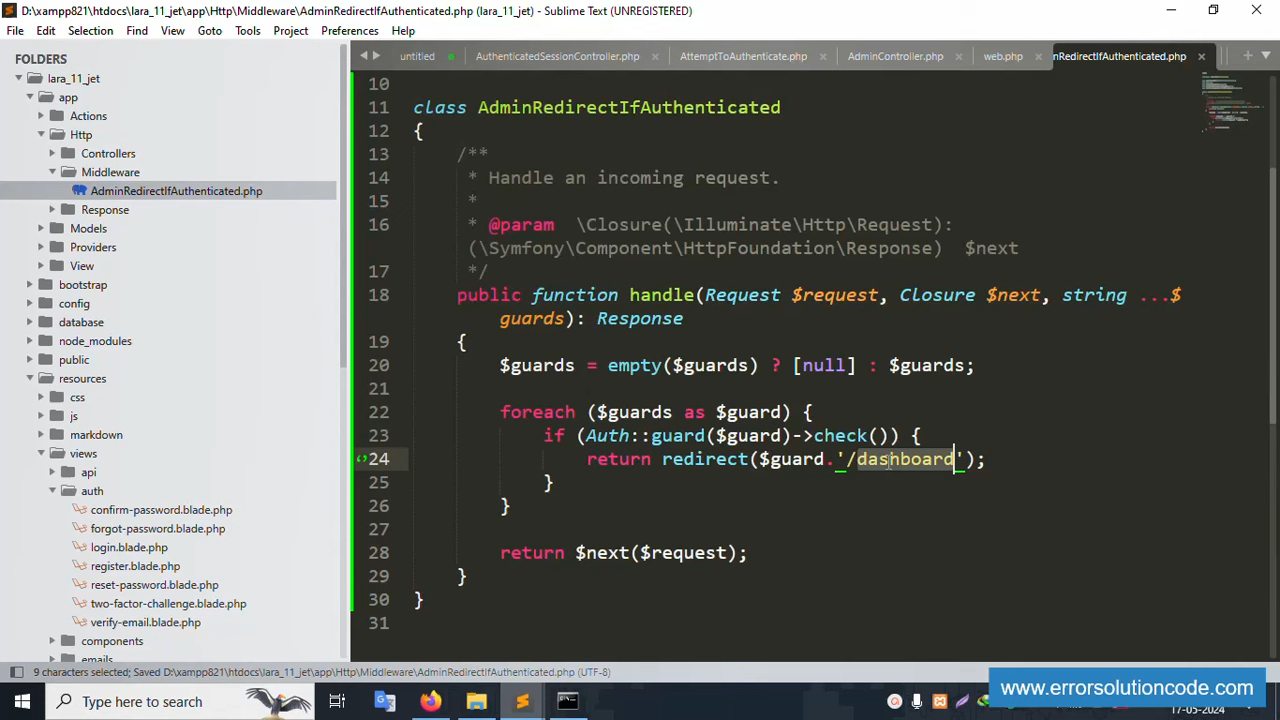 D:\xampp821\htdocs\lara_11_jet\app\Http\Middleware\AdminRedirectIfAuthenticated.php (lara_11_jet) - Sublime Text (UNREGISTERED)
File Edit Selection Find View Goto Tools Project Preferences Help
FOLDERS
lara_11_jet
app
Actions
Http
Controllers
Middleware
AdminRedirectIfAuthenticated.php
Response
Models
Providers
View
bootstrap
config
database
node_modules
public
resources
css
js
markdown
views
api
auth
confirm-password.blade.php
forgot-password.blade.php
login.blade.php
register.blade.php
reset-password.blade.php
two-factor-challenge.blade.php
verify-email.blade.php
components
emails
untitled AuthenticatedSessionController.php AttemptToAuthenticate.php AdminController.php web.php nRedirectIfAuthenticated.php
10
11 class AdminRedirectIfAuthenticated
12 {
13 /**
14 * Handle an incoming request.
15 *
16 * @param \Closure(\Illuminate\Http\Request):
(\Symfony\Component\HttpFoundation\Response) $next
17 */
18 public function handle(Request $request, Closure $next, string ...$
guards): Response
19 {
20 $guards = empty($guards) ? [null] : $guards;
21
22 foreach ($guards as $guard) {
23 if (Auth::guard($guard)->check()) {
24 return redirect($guard.'/dashboard');
25 }
26 }
27
28 return $next($request);
29 }
30 }
31
9 characters selected; Saved D:\xampp821\htdocs\lara_11_jet\app\Http\Middleware\AdminRedirectIfAuthenticated.php (UTF-8)
www.errorsolutioncode.com
Type here to search
17-05-2024